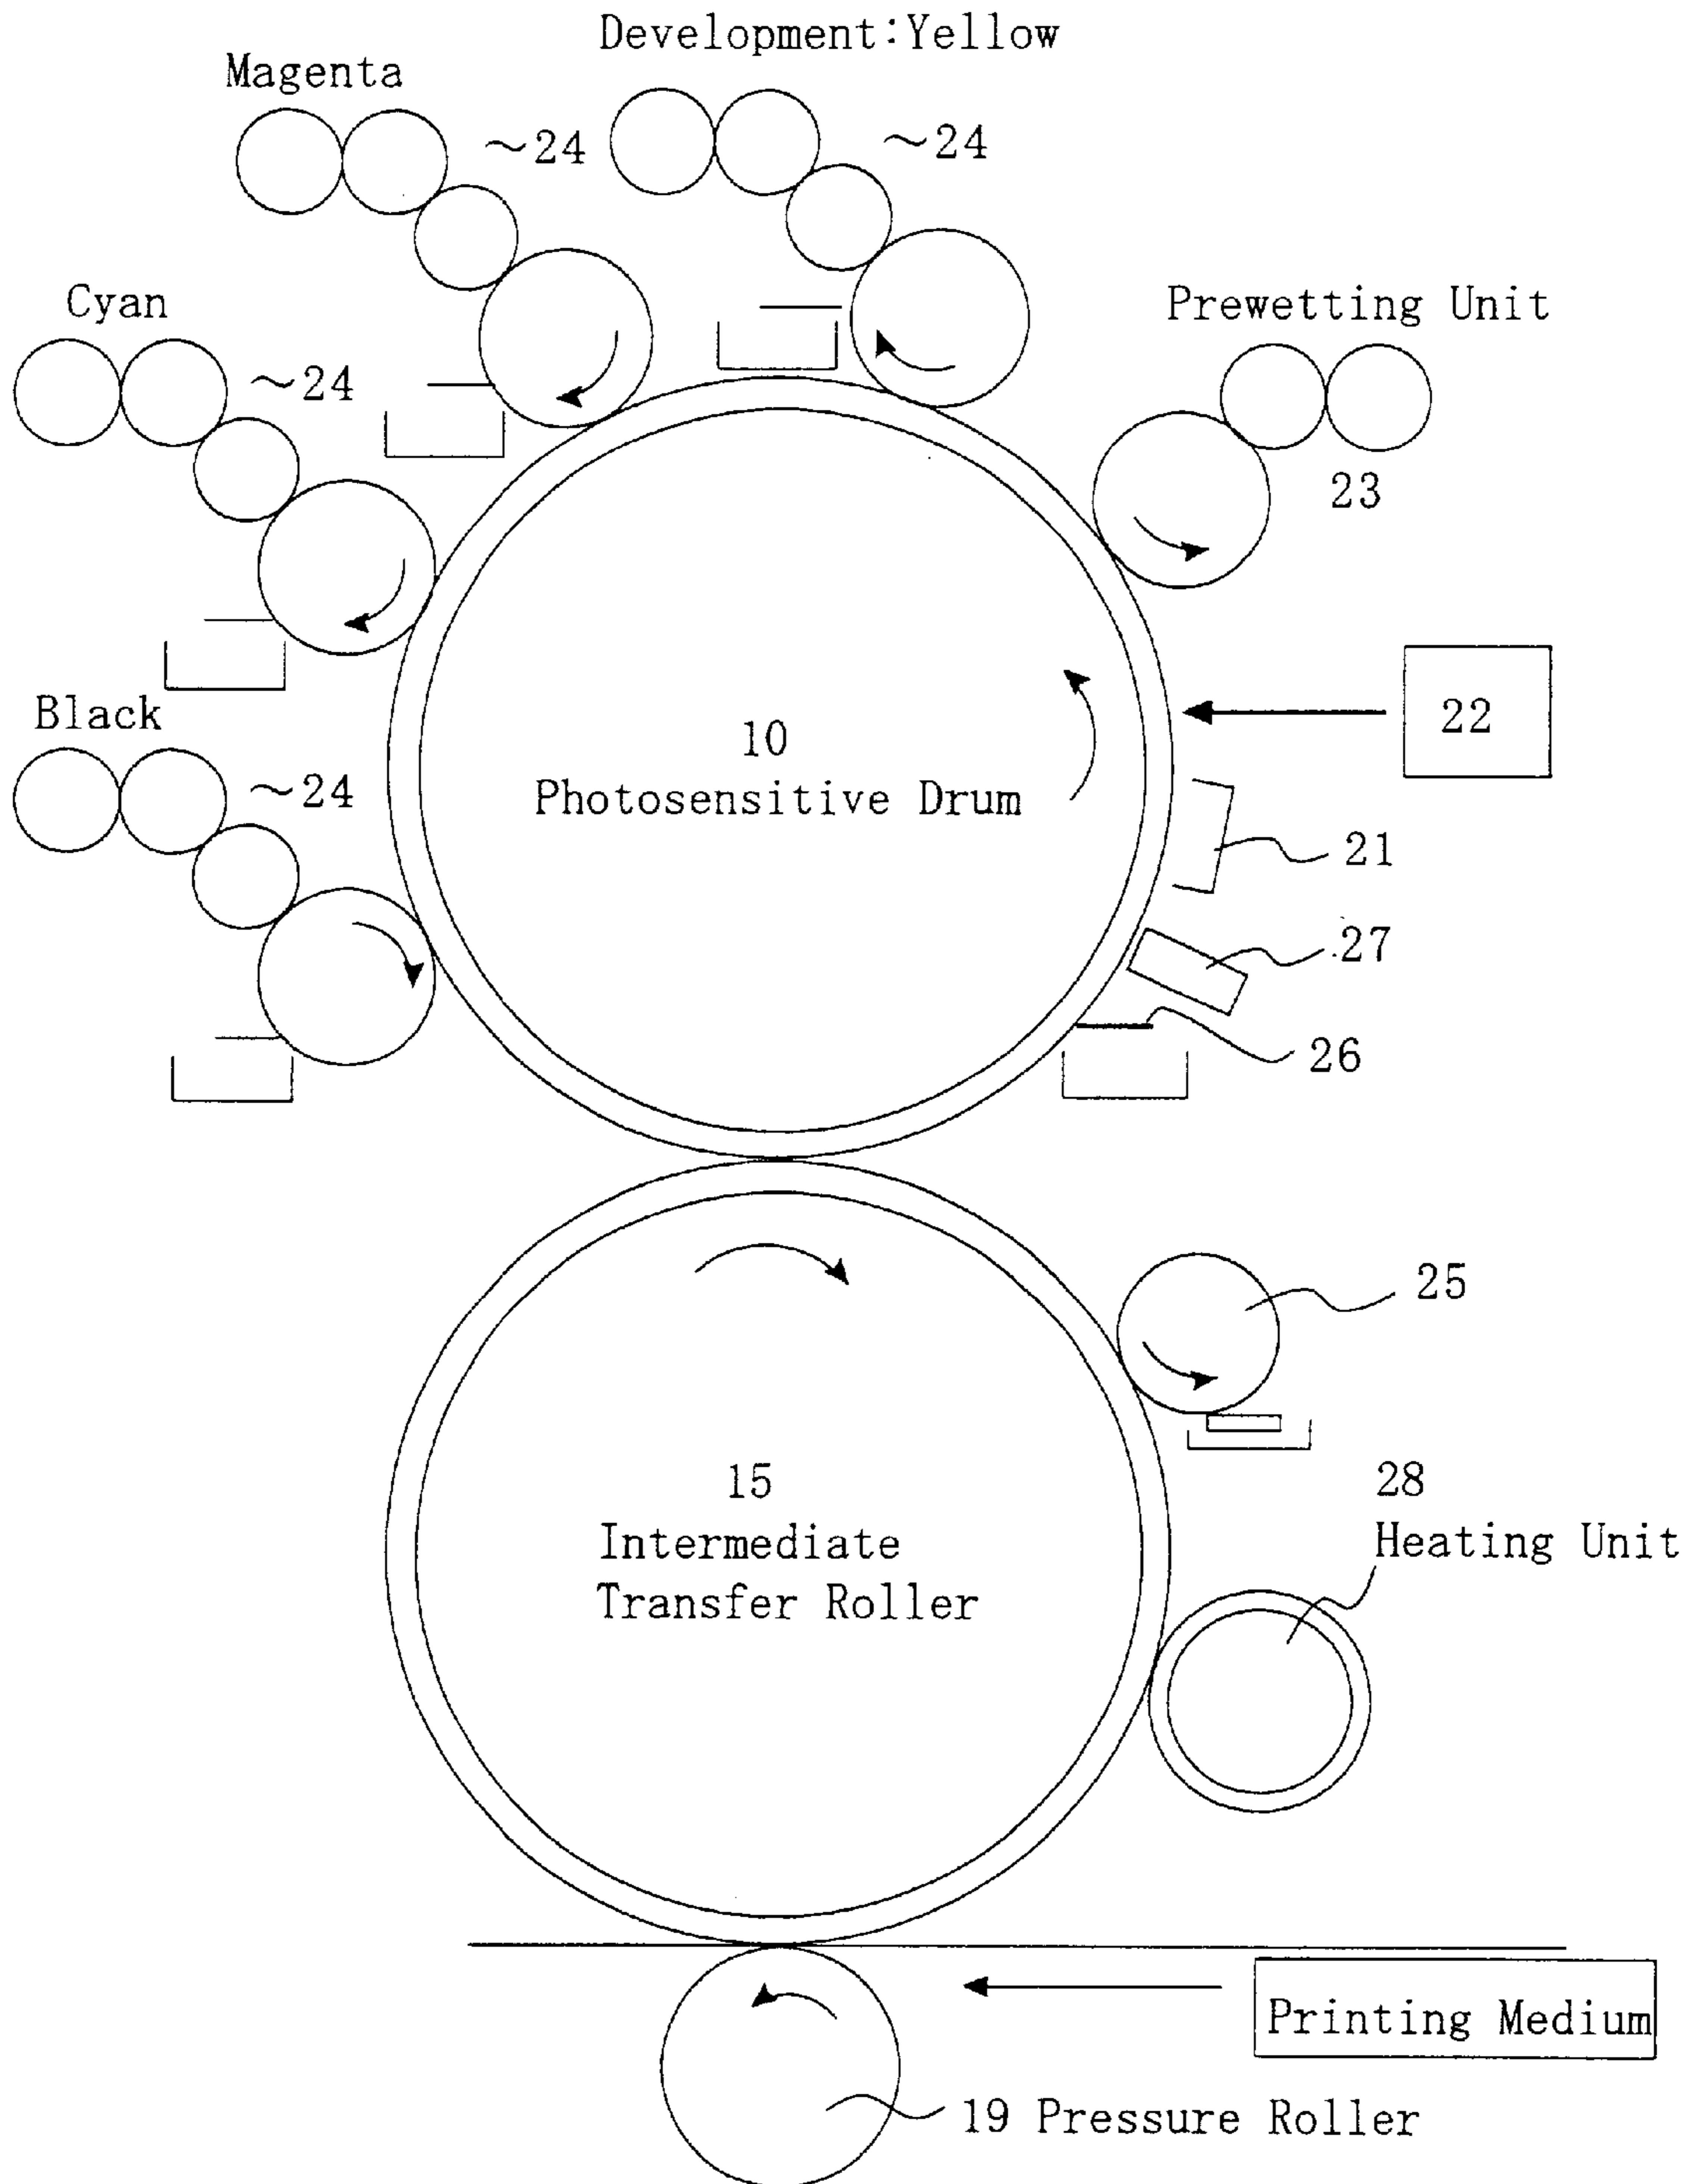 Development:Yellow
Magenta
~24
~24
Cyan
Prewetting Unit
~24
23
Black
22
10
Photosensitive Drum
~24
21
27
26
25
15
Intermediate
Transfer Roller
28
Heating Unit
Printing Medium
19 Pressure Roller